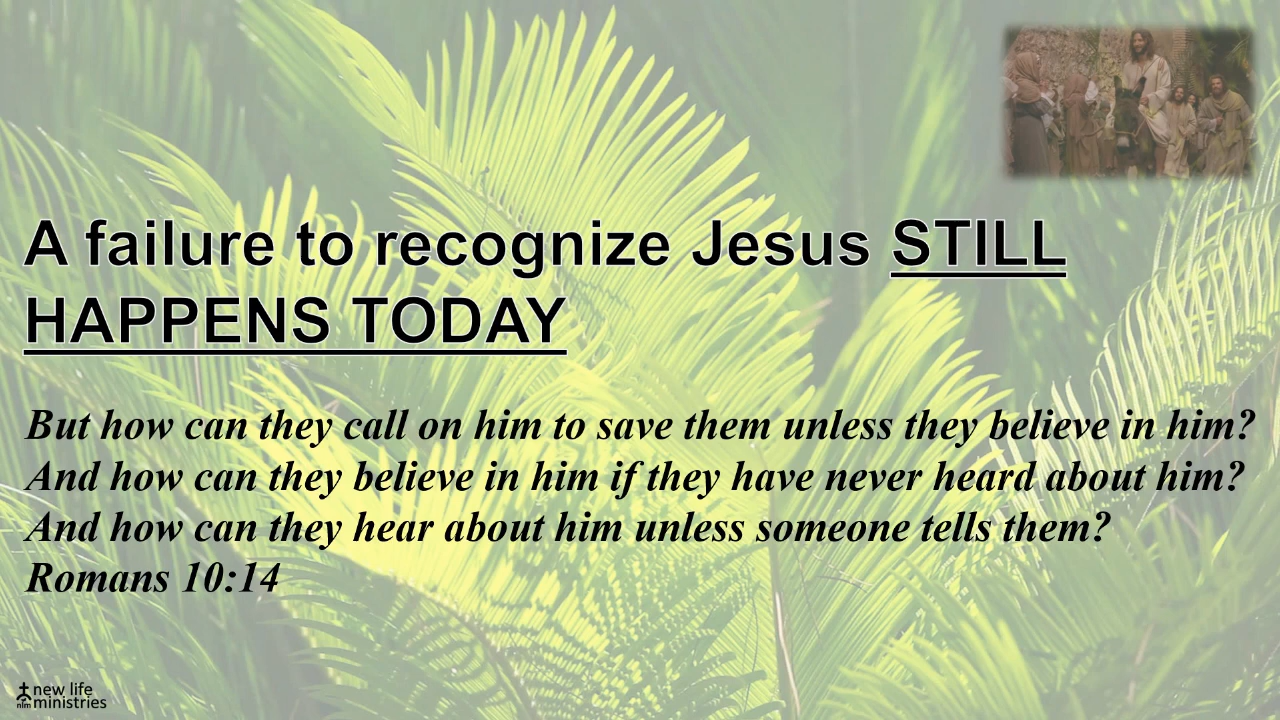 A failure to recognize Jesus STILL
HAPPENS TODAY
But how can they call on him to save them unless they believe in him?
And how can they believe in him if they have never heard about him?
And how can they hear about him unless someone tells them?
Romans 10:14
new life
nlm ministries